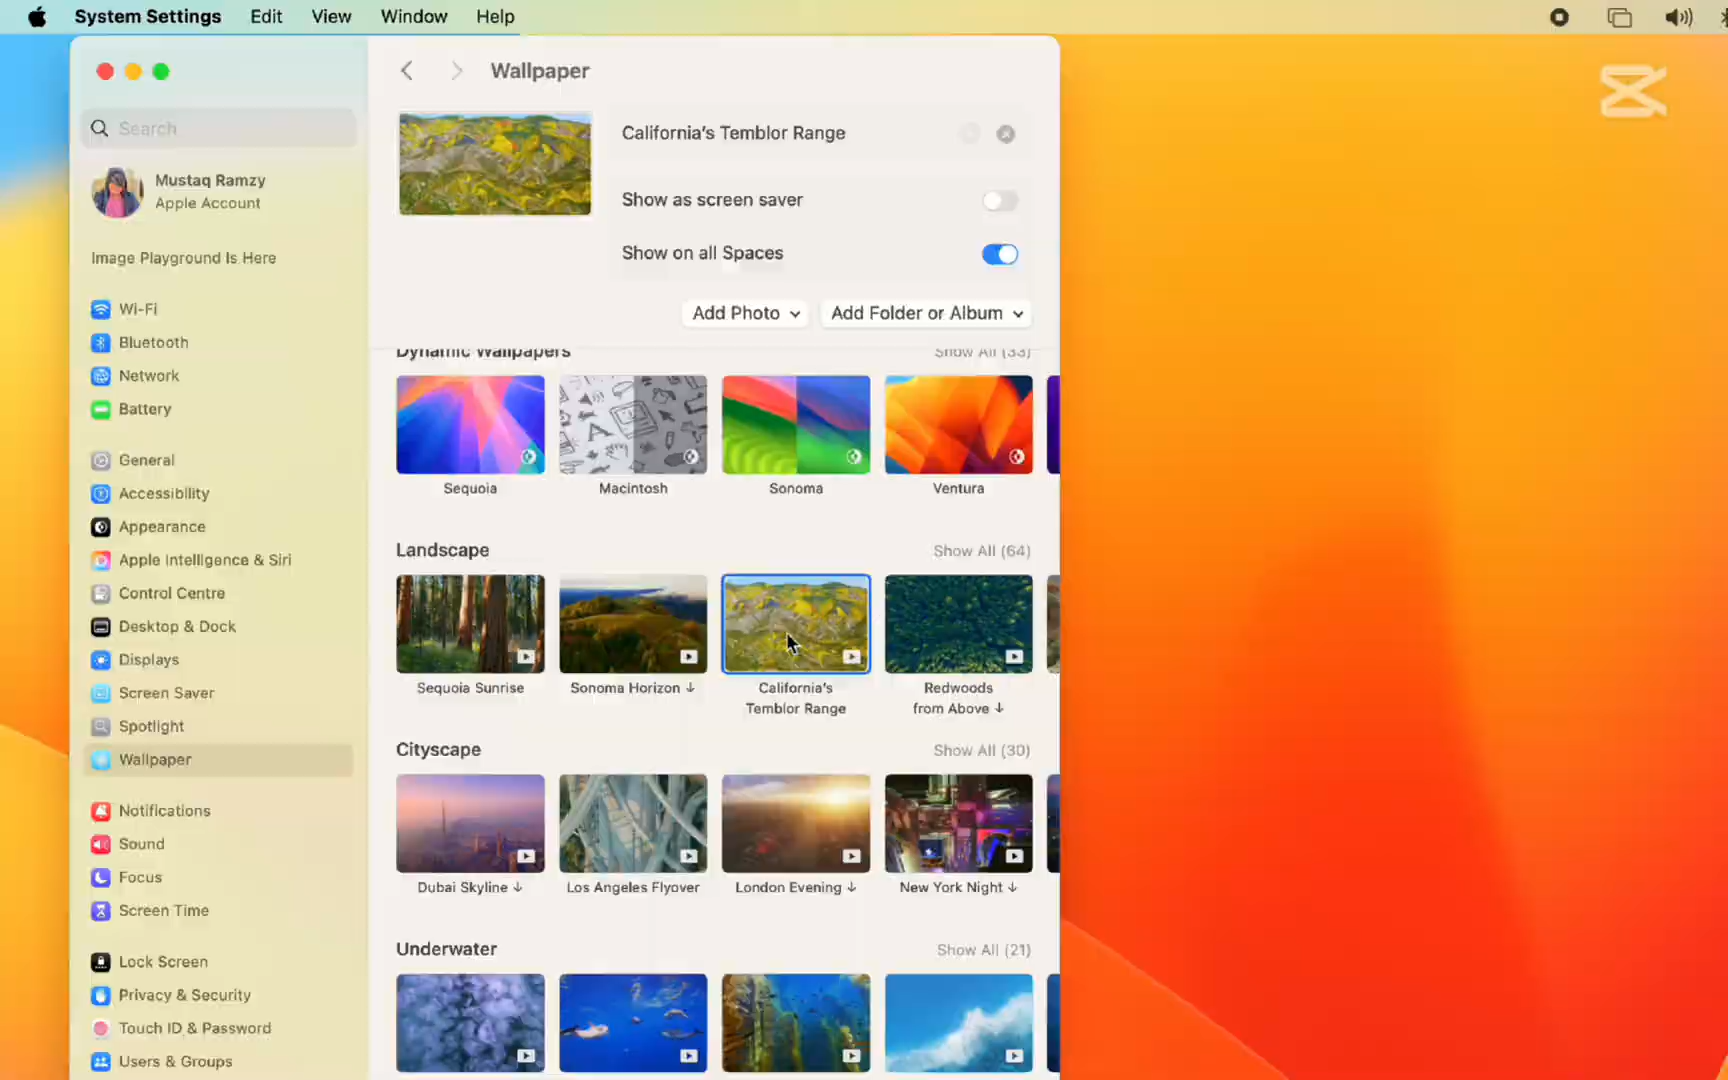 System Settings Edit View Window Help
Wallpaper
Search
Mustaq Ramzy
Apple Account
Image Playground Is Here
Wi-Fi
Bluetooth
Network
Battery
General
Accessibility
Appearance
Apple Intelligence & Siri
Control Centre
Desktop & Dock
Displays
Screen Saver
Spotlight
Wallpaper
Notifications
Sound
Focus
Screen Time
Lock Screen
Privacy & Security
Touch ID & Password
Users & Groups
California's Temblor Range
Show as screen saver
Show on all Spaces
Add Photo Add Folder or Album
Dynamic Wallpapers Show All (33)
Sequoia Macintosh Sonoma Ventura
Landscape Show All (64)
Sequoia Sunrise Sonoma Horizon ↓ California's Redwoods
Temblor Range from Above ↓
Cityscape Show All (30)
Dubai Skyline ↓ Los Angeles Flyover London Evening ↓ New York Night ↓
Underwater Show All (21)